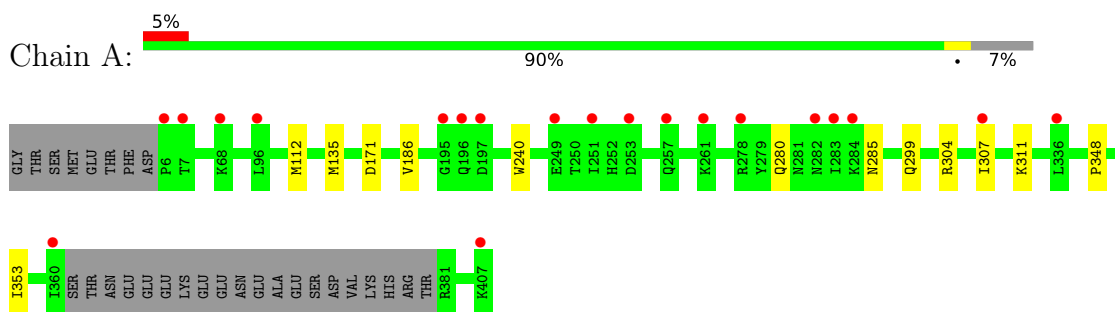 5%
Chain A:
90% • 7%
GLY THR SER MET GLU THR PHE ASP P6 T7 K68 L96 M112 M135 D171 V186 G195 Q196 D197 W240 E249 T250 I251 H252 D253 Q257 K261 R278 Y279 Q280 N281 N282 I283 K284 N285 Q299 R304 I307 K311 L336 P348
I353 I360 SER THR ASN GLU GLU GLU LYS GLU GLU ASN GLU ALA GLU SER ASP VAL LYS HIS ARG THR R381 K407